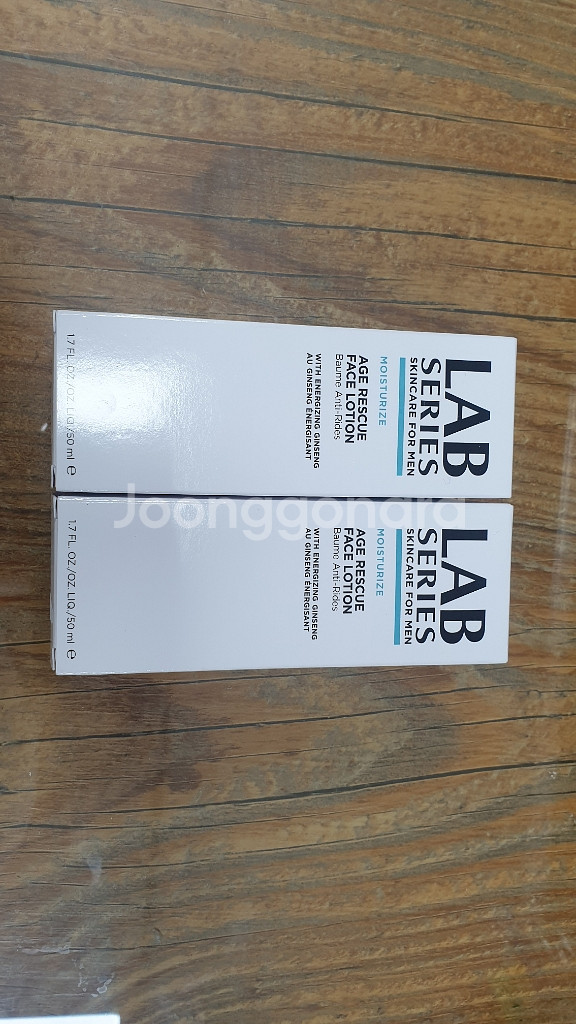 LAB
SERIES
SKINCARE FOR MEN
MOISTURIZE
AGE RESCUE
FACE LOTION
Baume Anti-Rides
WITH ENERGIZING GINSENG
AU GINSENG ÉNERGISANT
1.7 FL. OZ./OZ. LIQ./50 ml e
LAB
SERIES
SKINCARE FOR MEN
MOISTURIZE
AGE RESCUE
FACE LOTION
Baume Anti-Rides
WITH ENERGIZING GINSENG
AU GINSENG ÉNERGISANT
1.7 FL. OZ./OZ. LIQ./50 ml e
Joonggonara